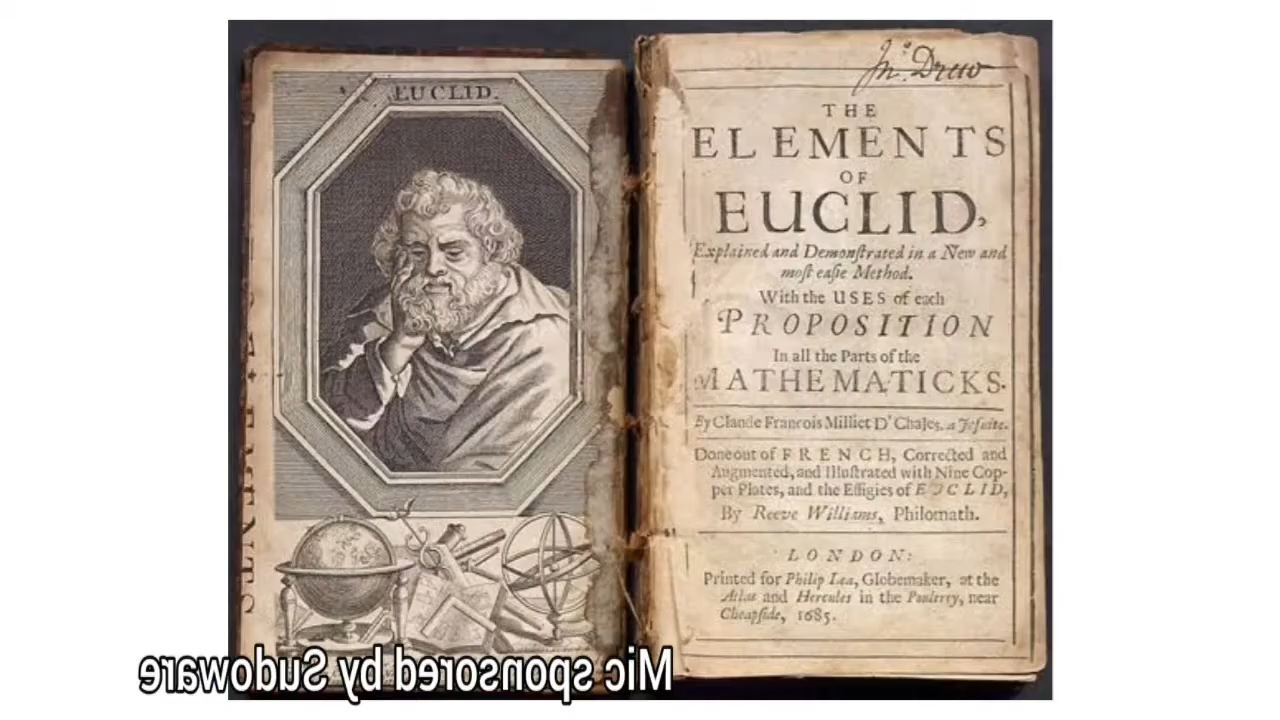 EUCLID.
Jnº. Drew
THE
ELEMENTS
OF
EUCLID,
Explained and Demonſtrated in a New and
moſt eaſie Method.
With the USES of each
PROPOSITION
In all the Parts of the
MATHEMATICKS.
By Claude Francois Milliet D'Chales, a Jeſuite.
Done out of FRENCH, Corrected and
Augmented, and Illuſtrated with Nine Cop-
per Plates, and the Effigies of EUCLID,
By Reeve Williams, Philomath.
LONDON:
Printed for Philip Lea, Globemaker, at the
Atlas and Hercules in the Poultrey, near
Cheapſide, 1685.
Mic sponsored by Sudoware